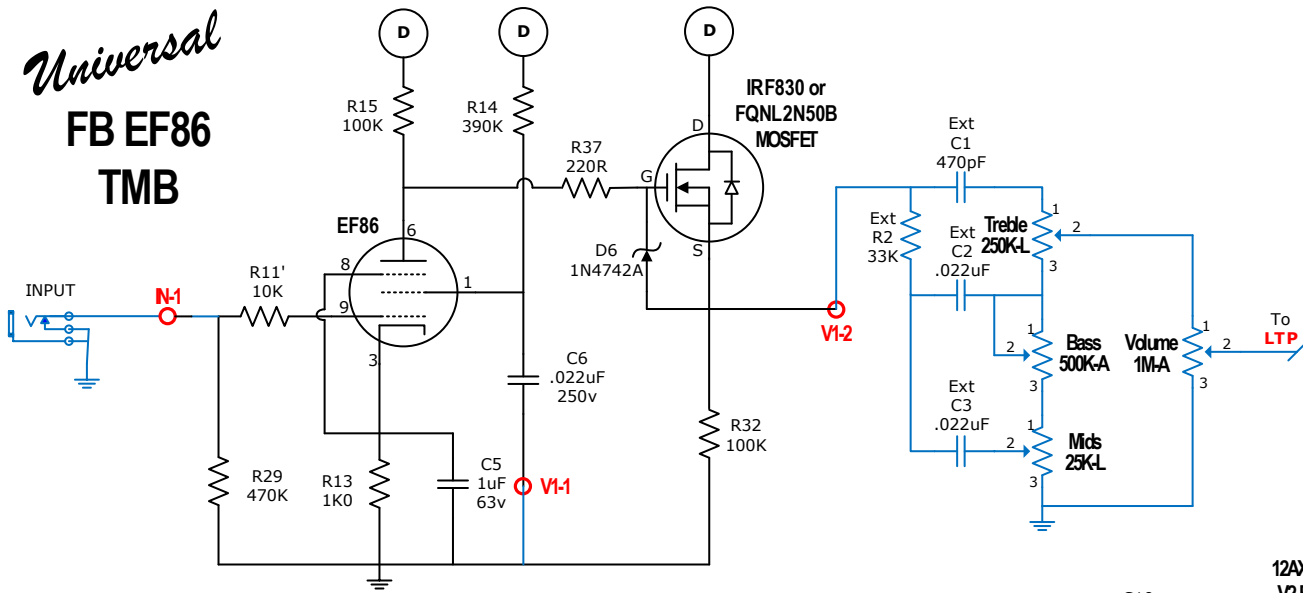 Universal
FB EF86
TMB
D
D
D
R15
100K
R14
390K
IRF830 or
FQNL2N50B
MOSFET
D
G
S
R37
220R
D6
1N4742A
EF86
6
8
9
1
3
INPUT
IN-1
R11'
10K
R29
470K
R13
1K0
C5
1uF
63v
C6
.022uF
250v
V1-1
R32
100K
V1-2
Ext
C1
470pF
Ext
R2
33K
Ext
C2
.022uF
Treble
250K-L
1
2
3
Bass
500K-A
1
2
3
Ext
C3
.022uF
Mids
25K-L
1
2
3
Volume
1M-A
1
2
3
To
LTP